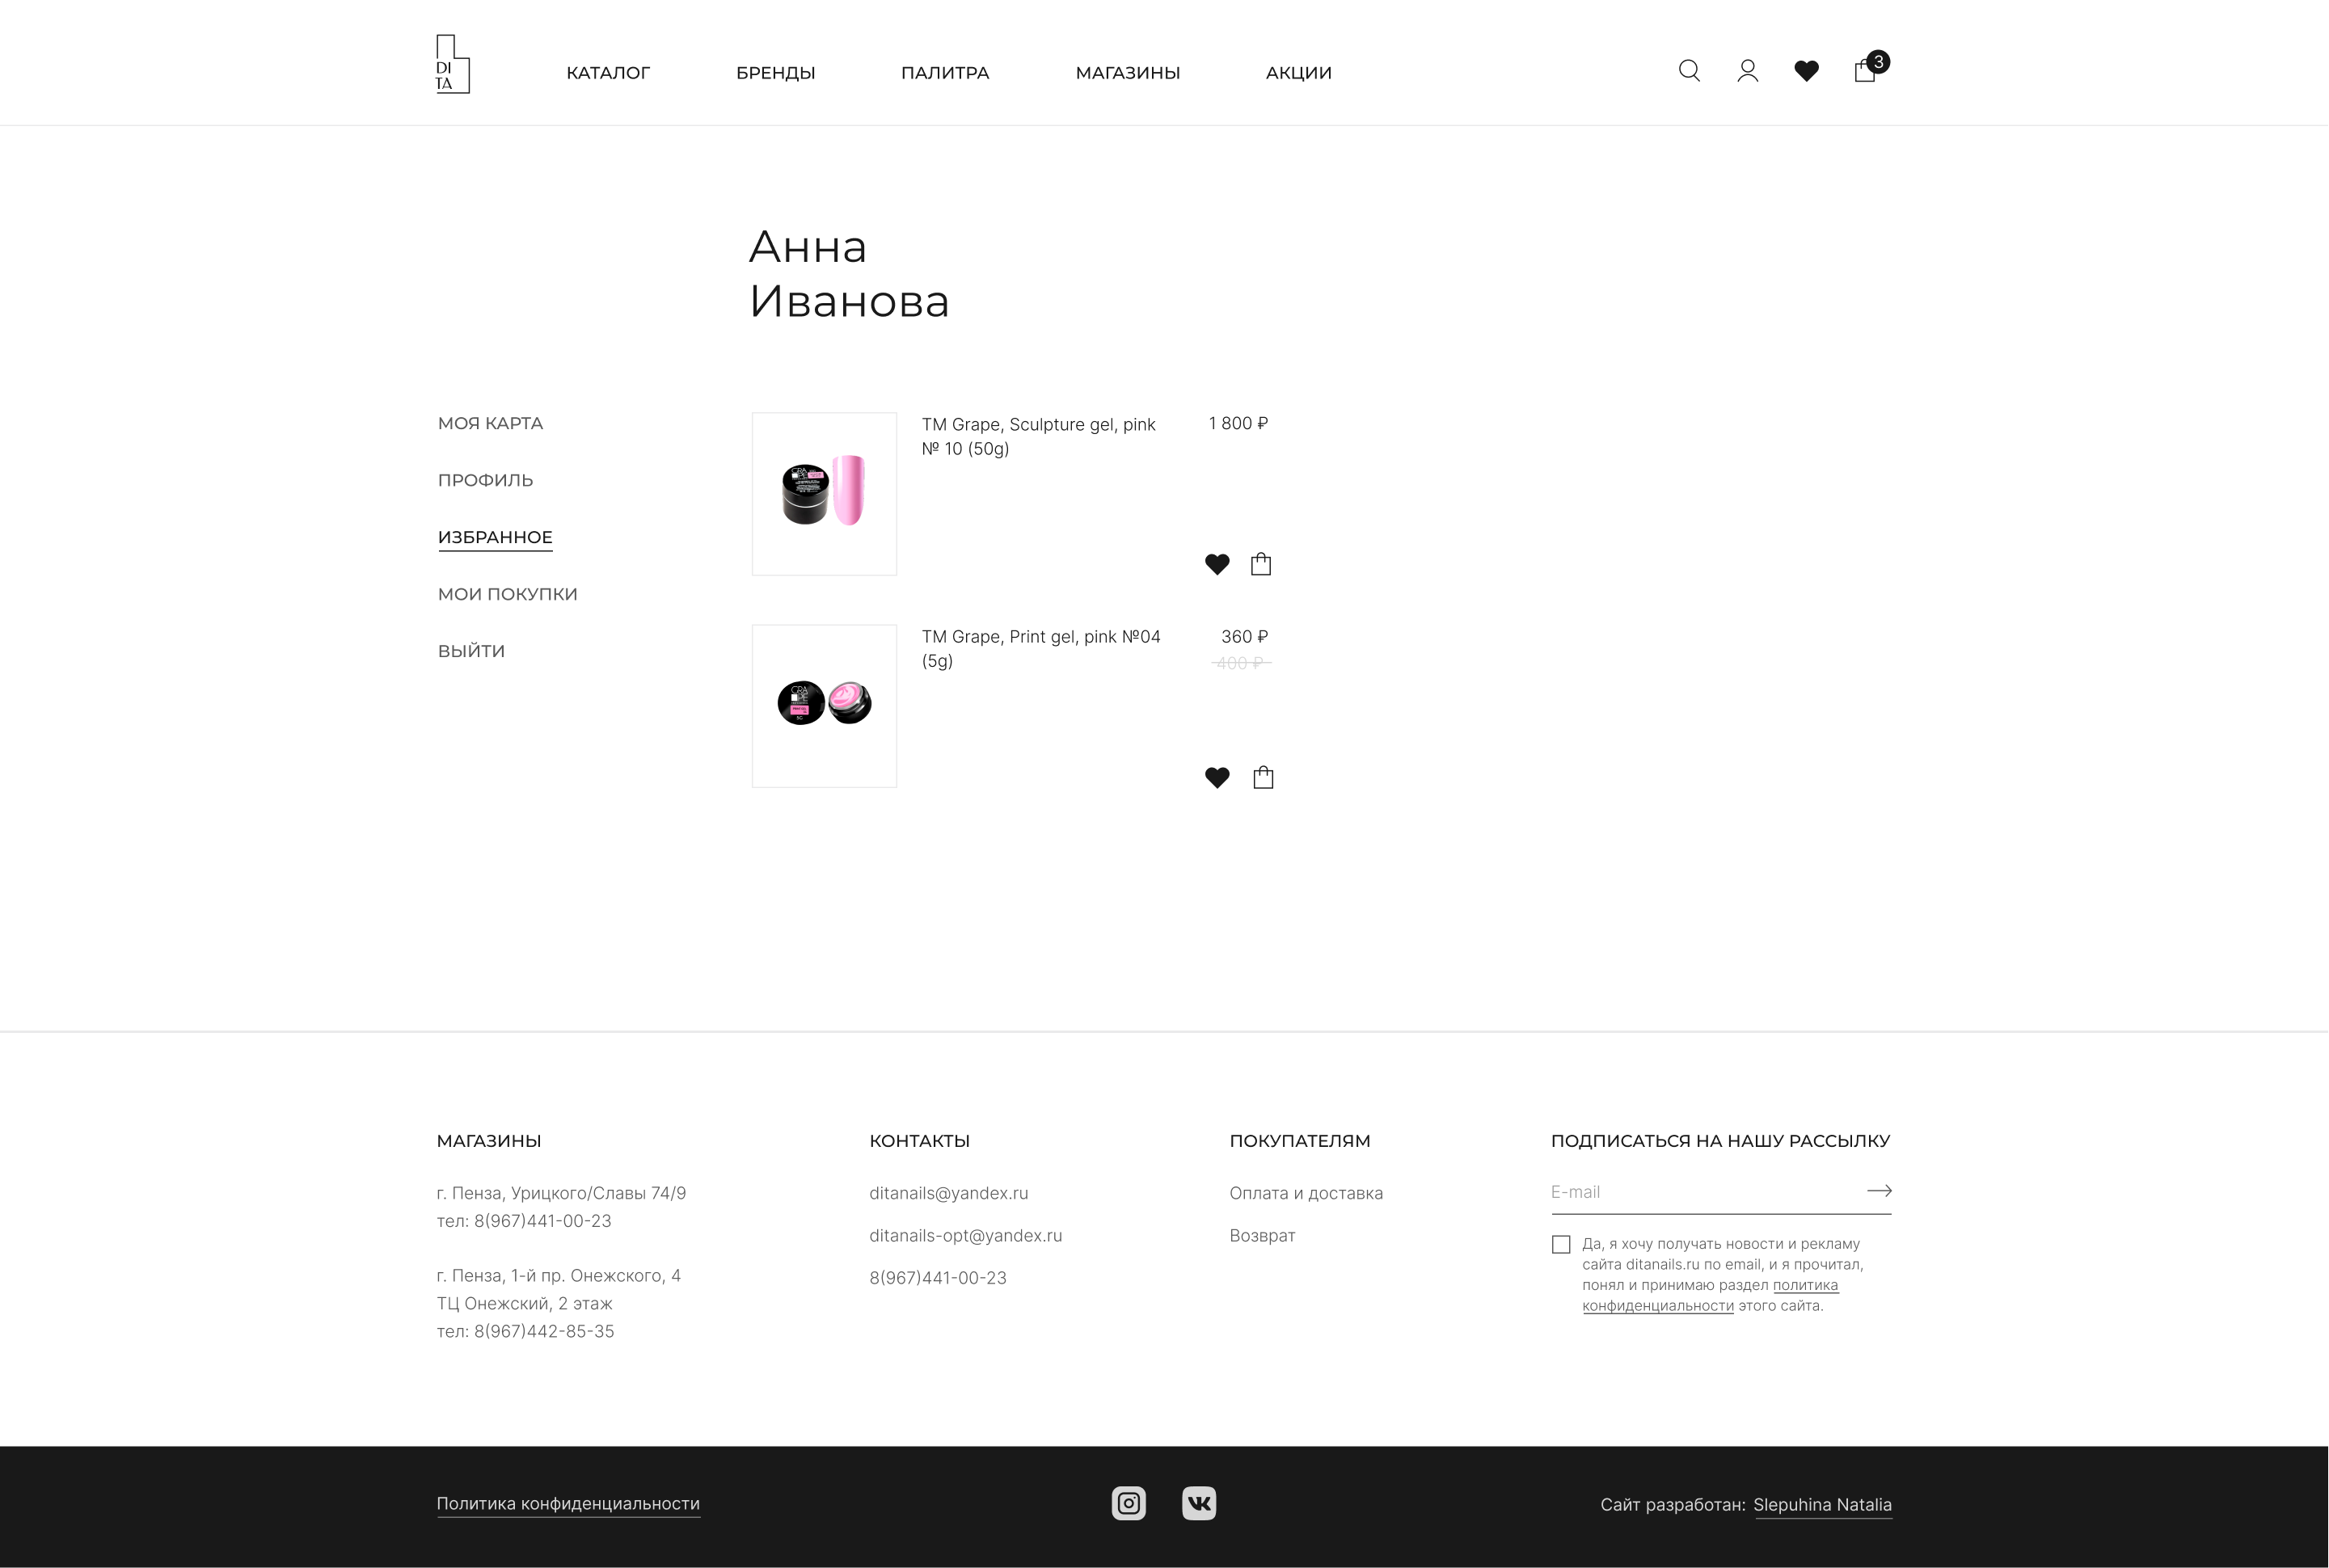 DI
TA
КАТАЛОГ
БРЕНДЫ
ПАЛИТРА
МАГАЗИНЫ
АКЦИИ
3
Анна
Иванова
МОЯ КАРТА
ПРОФИЛЬ
ИЗБРАННОЕ
МОИ ПОКУПКИ
ВЫЙТИ
TM Grape, Sculpture gel, pink
№ 10 (50g)
1 800 ₽
GRA
PE
TM Grape, Print gel, pink №04
(5g)
360 ₽
400 ₽
GRA
PE
5G
МАГАЗИНЫ
г. Пенза, Урицкого/Славы 74/9
тел: 8(967)441-00-23
г. Пенза, 1-й пр. Онежского, 4
ТЦ Онежский, 2 этаж
тел: 8(967)442-85-35
КОНТАКТЫ
ditanails@yandex.ru
ditanails-opt@yandex.ru
8(967)441-00-23
ПОКУПАТЕЛЯМ
Оплата и доставка
Возврат
ПОДПИСАТЬСЯ НА НАШУ РАССЫЛКУ
E-mail
Да, я хочу получать новости и рекламу
сайта ditanails.ru по email, и я прочитал,
понял и принимаю раздел политика
конфиденциальности этого сайта.
Политика конфиденциальности
Сайт разработан: Slepuhina Natalia